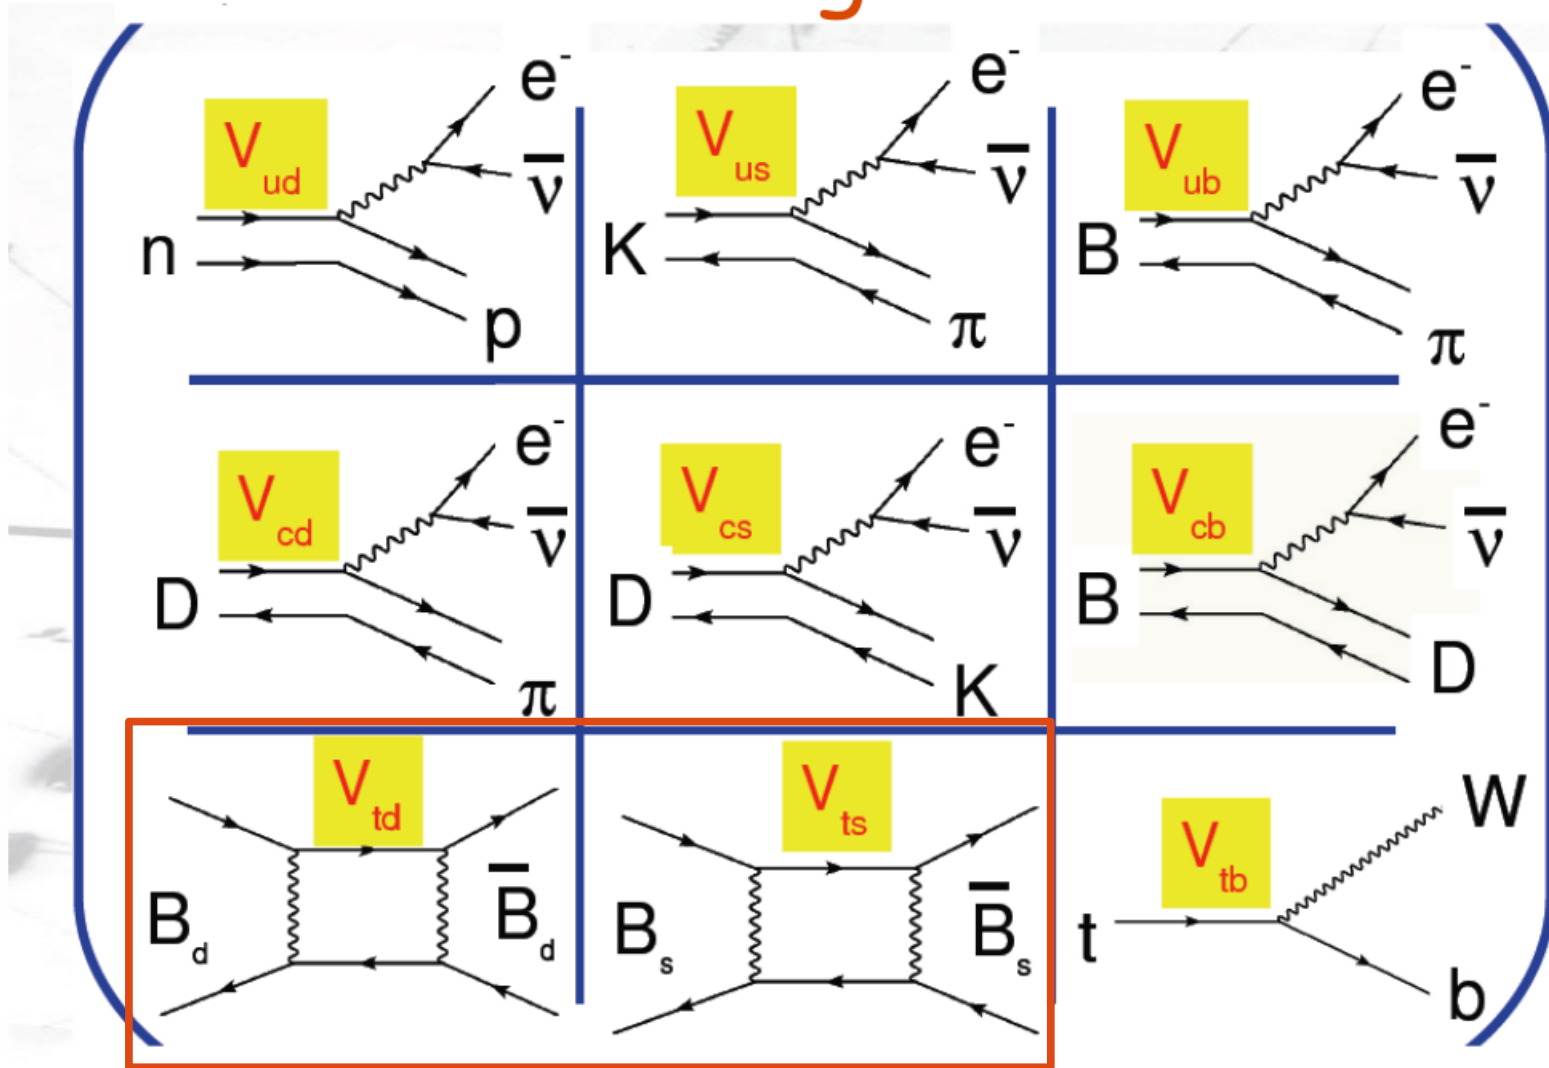 V_ud e⁻ ν̄ n p
V_us e⁻ ν̄ K π
V_ub e⁻ ν̄ B π
V_cd e⁻ ν̄ D π
V_cs e⁻ ν̄ D K
V_cb e⁻ ν̄ B D
V_td B_d B̄_d
V_ts B_s B̄_s
V_tb W t b